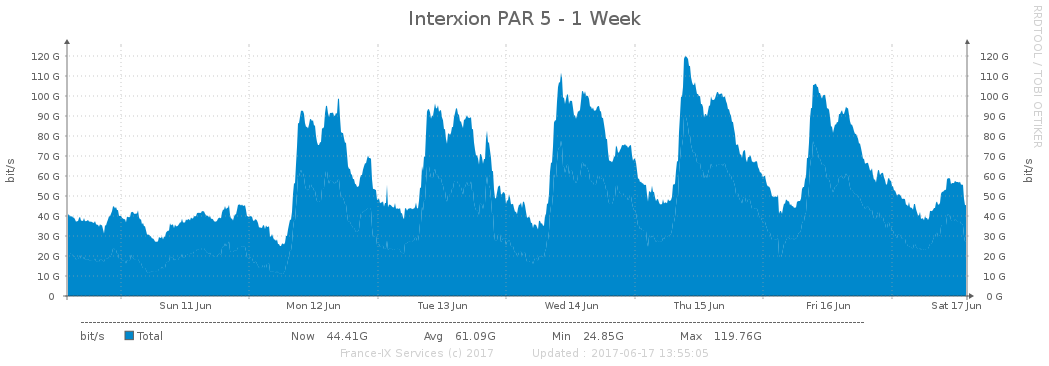 Interxion PAR 5 - 1 Week
RRDTOOL / TOBI OETIKER
bit/s
120 G 120 G
110 G 110 G
100 G 100 G
90 G 90 G
80 G 80 G
70 G 70 G
60 G 60 G
50 G 50 G
40 G 40 G
30 G 30 G
20 G 20 G
10 G 10 G
0 0 G
bit/s
Sun 11 Jun Mon 12 Jun Tue 13 Jun Wed 14 Jun Thu 15 Jun Fri 16 Jun Sat 17 Jun
bit/s Total Now 44.41G Avg 61.09G Min 24.85G Max 119.76G
France-IX Services (c) 2017 Updated : 2017-06-17 13:55:05